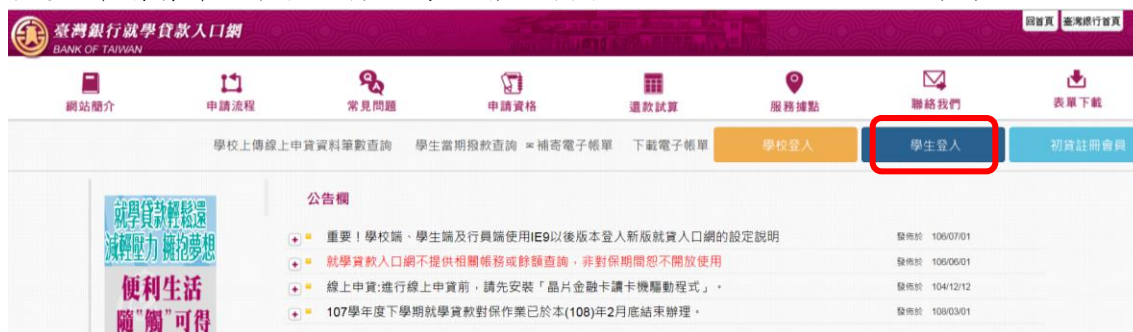 臺灣銀行就學貸款入口網
BANK OF TAIWAN
回首頁 臺灣銀行首頁
網站簡介 申請流程 常見問題 申請資格 還款試算 服務據點 聯絡我們 表單下載
學校上傳線上申貸資料筆數查詢 學生當期撥款查詢 補寄電子帳單 下載電子帳單 學校登入 學生登入 初貸註冊會員
就學貸款輕鬆還
減輕壓力 擁抱夢想
便利生活
隨"觸"可得
公告欄
重要！學校端、學生端及行員端使用IE9以後版本登入新版就貸入口網的設定說明 發佈於 106/07/01
就學貸款入口網不提供相關帳務或餘額查詢，非對保期間恕不開放使用 發佈於 106/06/01
線上申貸:進行線上申貸前，請先安裝「晶片金融卡讀卡機驅動程式」。 發佈於 104/12/12
107學年度下學期就學貸款對保作業已於本(108)年2月底結束辦理。 發佈於 108/03/01